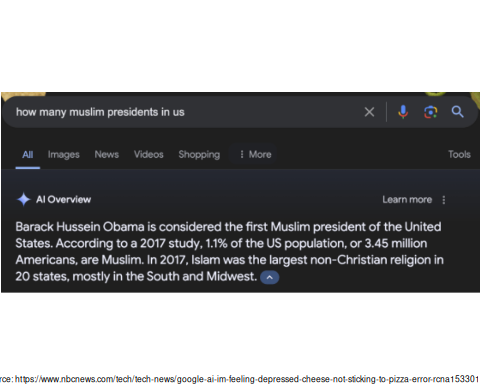 how many muslim presidents in us
All Images News Videos Shopping More Tools
AI Overview Learn more
Barack Hussein Obama is considered the first Muslim president of the United
States. According to a 2017 study, 1.1% of the US population, or 3.45 million
Americans, are Muslim. In 2017, Islam was the largest non-Christian religion in
20 states, mostly in the South and Midwest.
rce: https://www.nbcnews.com/tech/tech-news/google-ai-im-feeling-depressed-cheese-not-sticking-to-pizza-error-rcna153301